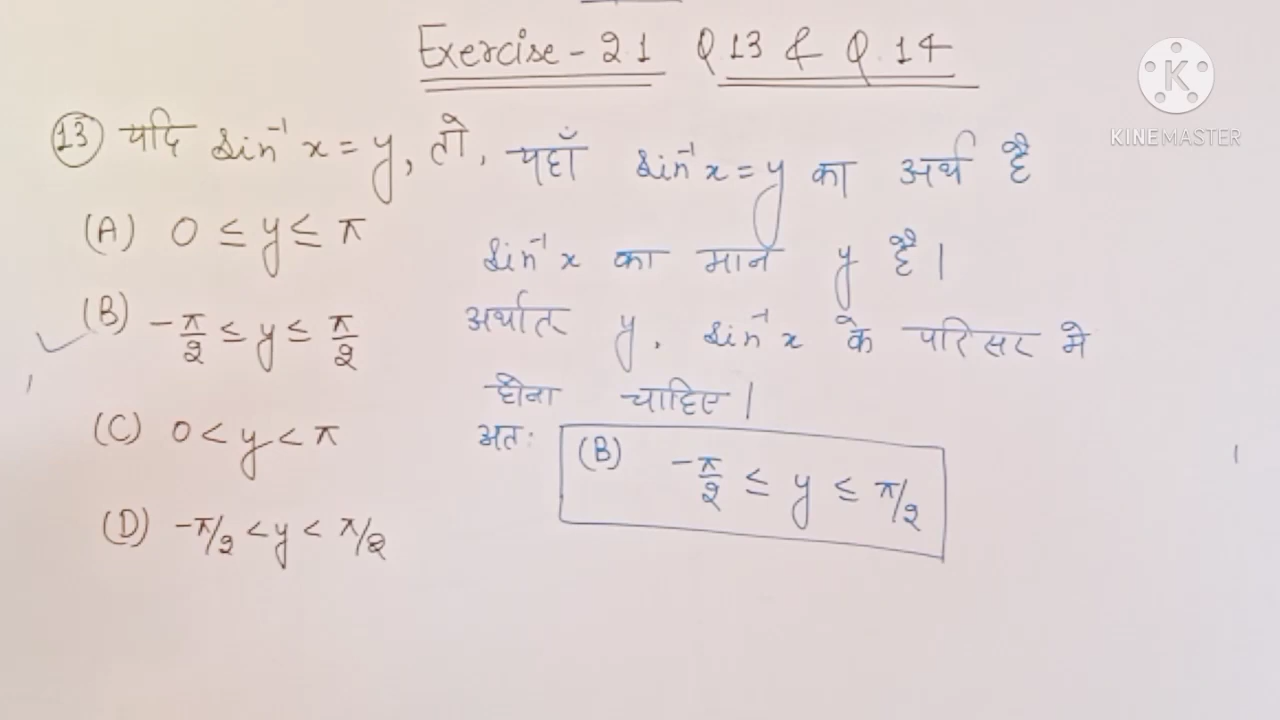 Exercise - 2.1 Q.13 & Q.14
K
KINEMASTER
13 यदि sin⁻¹ x = y, तो,
(A) 0 ≤ y ≤ π
(B) -π/2 ≤ y ≤ π/2
(C) 0 < y < π
(D) -π/2 < y < π/2
यहाँ sin⁻¹ x = y का अर्थ है
sin⁻¹ x का मान y है।
अर्थात y, sin⁻¹ x के परिसर मे
होना चाहिए।
अत:
(B) -π/2 ≤ y ≤ π/2